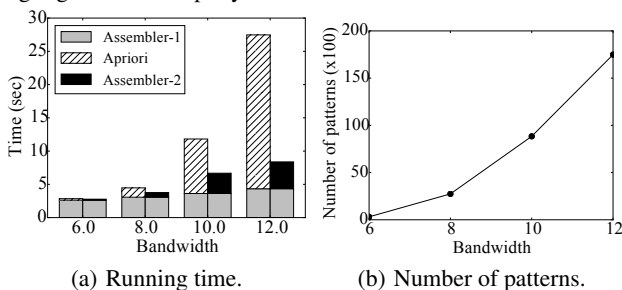 Time (sec)
30
25
20
15
10
5
0
Assembler-1
Apriori
Assembler-2
6.0 8.0 10.0 12.0
Bandwidth
(a) Running time.
Number of patterns (x100)
200
150
100
50
0
6 8 10 12
Bandwidth
(b) Number of patterns.